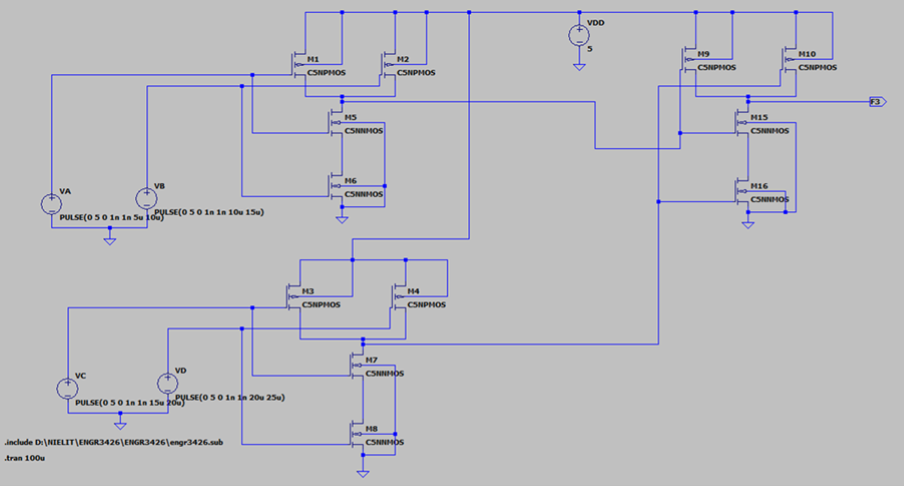 VDD
5
M1
C5NPMOS
M2
C5NPMOS
M9
C5NPMOS
M10
C5NPMOS
F3
M5
C5NNMOS
M15
C5NNMOS
M6
C5NNMOS
M16
C5NNMOS
VA
PULSE(0 5 0 1n 1n 5u 10u)
VB
PULSE(0 5 0 1n 1n 10u 15u)
M3
C5NPMOS
M4
C5NPMOS
M7
C5NNMOS
VC
PULSE(0 5 0 1n 1n 15u 20u)
VD
PULSE(0 5 0 1n 1n 20u 25u)
M8
C5NNMOS
.include D:\NIELIT\ENGR3426\ENGR3426\engr3426.sub
.tran 100u